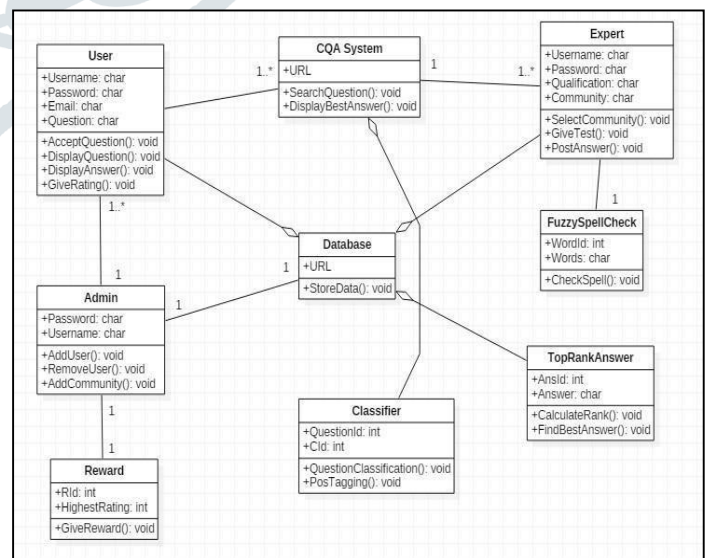 User
+Username: char
+Password: char
+Email: char
+Question: char
+AcceptQuestion(): void
+DisplayQuestion(): void
+DisplayAnswer(): void
+GiveRating(): void
1..*
CQA System
+URL
+SearchQuestion(): void
+DisplayBestAnswer(): void
1
1..*
Expert
+Username: char
+Password: char
+Qualification: char
+Community: char
+SelectCommunity(): void
+GiveTest(): void
+PostAnswer(): void
1
FuzzySpellCheck
+WordId: int
+Words: char
+CheckSpell(): void
1..*
1
Database
+URL
+StoreData(): void
1
1
Admin
+Password: char
+Username: char
+AddUser(): void
+RemoveUser(): void
+AddCommunity(): void
TopRankAnswer
+AnsId: int
+Answer: char
+CalculateRank(): void
+FindBestAnswer(): void
1
1
Classifier
+QuestionId: int
+CId: int
+QuestionClassification(): void
+PosTagging(): void
Reward
+RId: int
+HighestRating: int
+GiveReward(): void